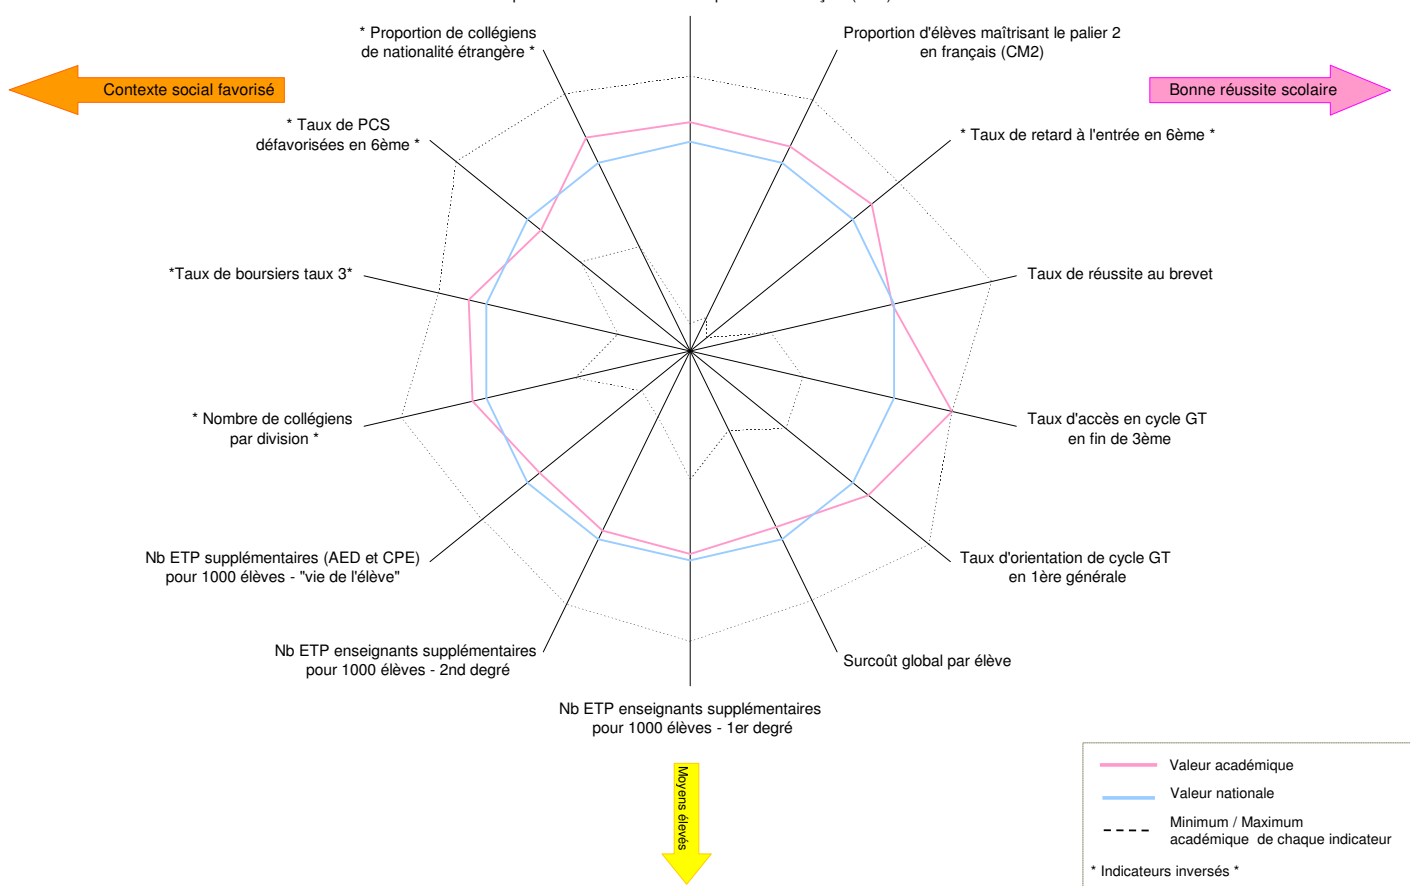 * Proportion de collégiens
de nationalité étrangère *
Proportion d'élèves maîtrisant le palier 2
en français (CM2)
Contexte social favorisé
Bonne réussite scolaire
* Taux de PCS
défavorisées en 6ème *
* Taux de retard à l'entrée en 6ème *
*Taux de boursiers taux 3*
Taux de réussite au brevet
* Nombre de collégiens
par division *
Taux d'accès en cycle GT
en fin de 3ème
Nb ETP supplémentaires (AED et CPE)
pour 1000 élèves - "vie de l'élève"
Taux d'orientation de cycle GT
en 1ère générale
Nb ETP enseignants supplémentaires
pour 1000 élèves - 2nd degré
Surcoût global par élève
Nb ETP enseignants supplémentaires
pour 1000 élèves - 1er degré
Moyens élevés
Valeur académique
Valeur nationale
Minimum / Maximum
académique de chaque indicateur
* Indicateurs inversés *